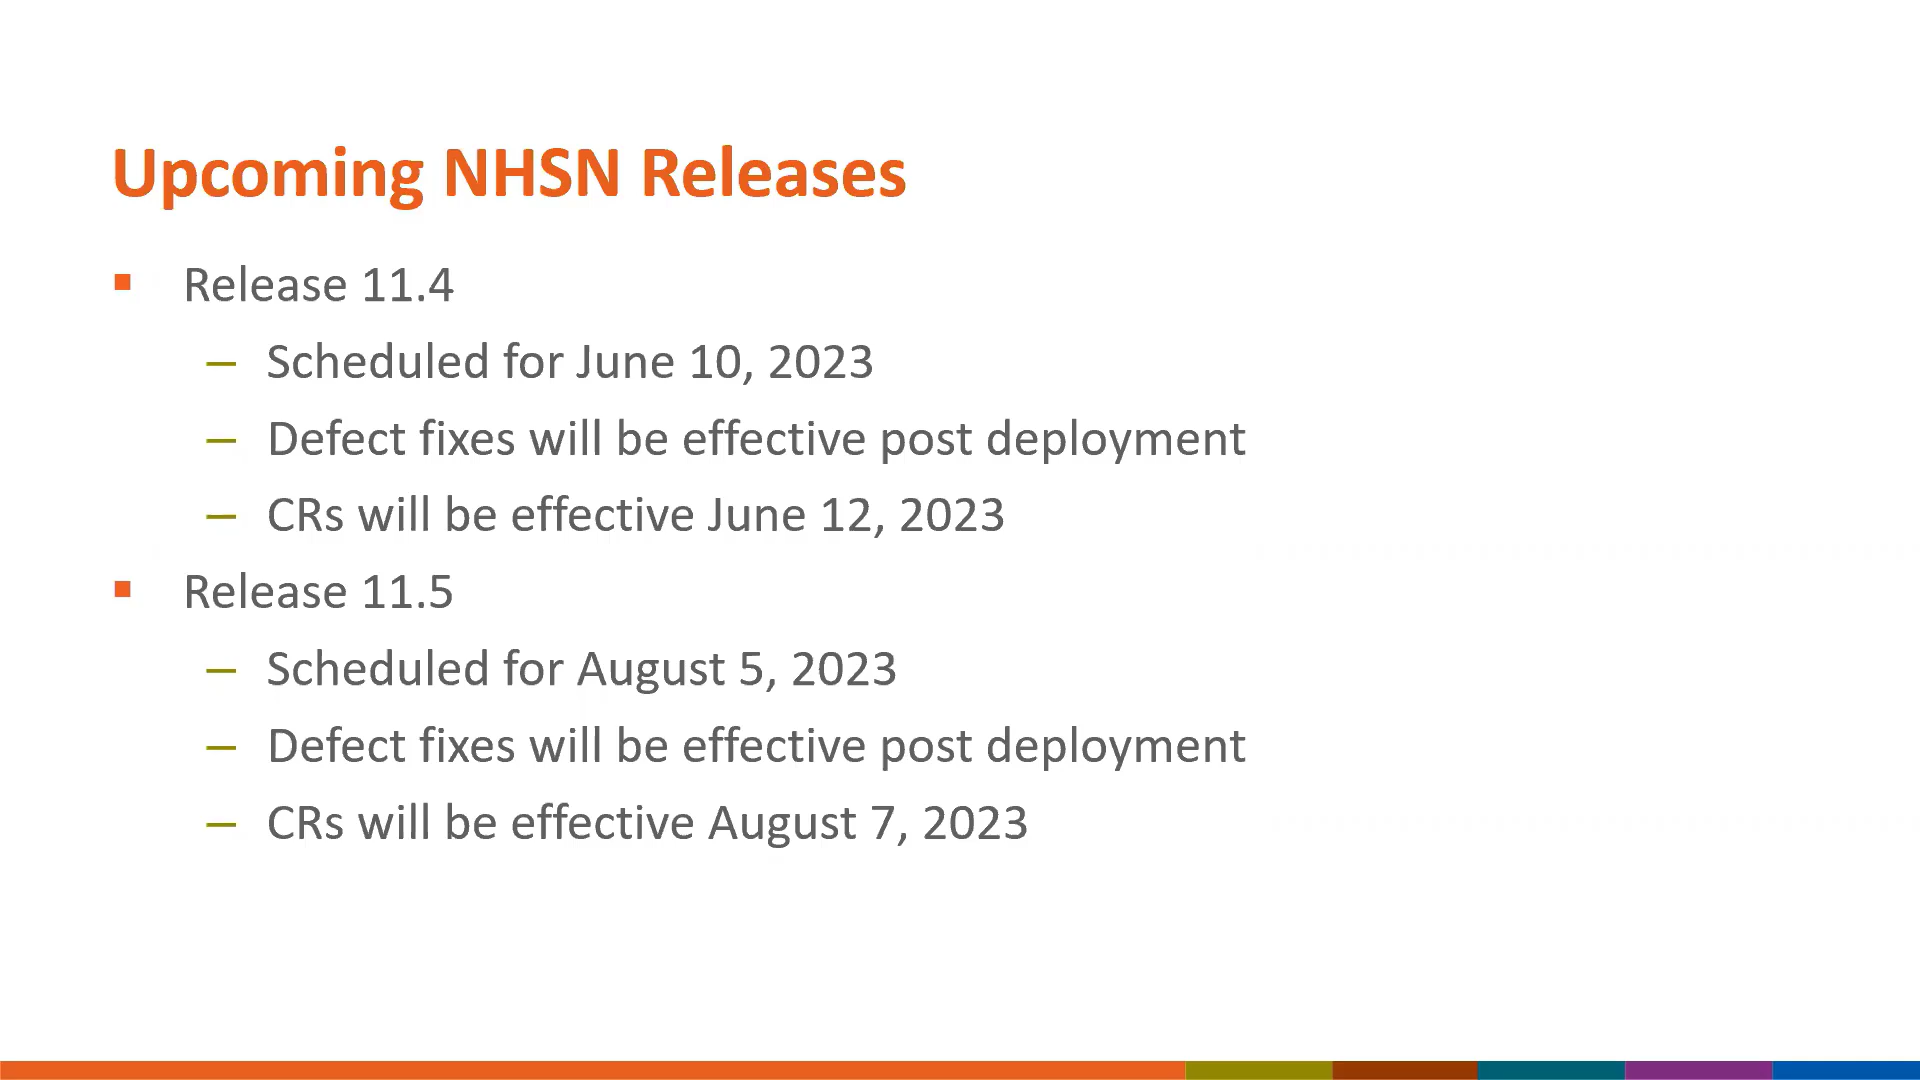 Upcoming NHSN Releases
▪ Release 11.4
– Scheduled for June 10, 2023
– Defect fixes will be effective post deployment
– CRs will be effective June 12, 2023
▪ Release 11.5
– Scheduled for August 5, 2023
– Defect fixes will be effective post deployment
– CRs will be effective August 7, 2023